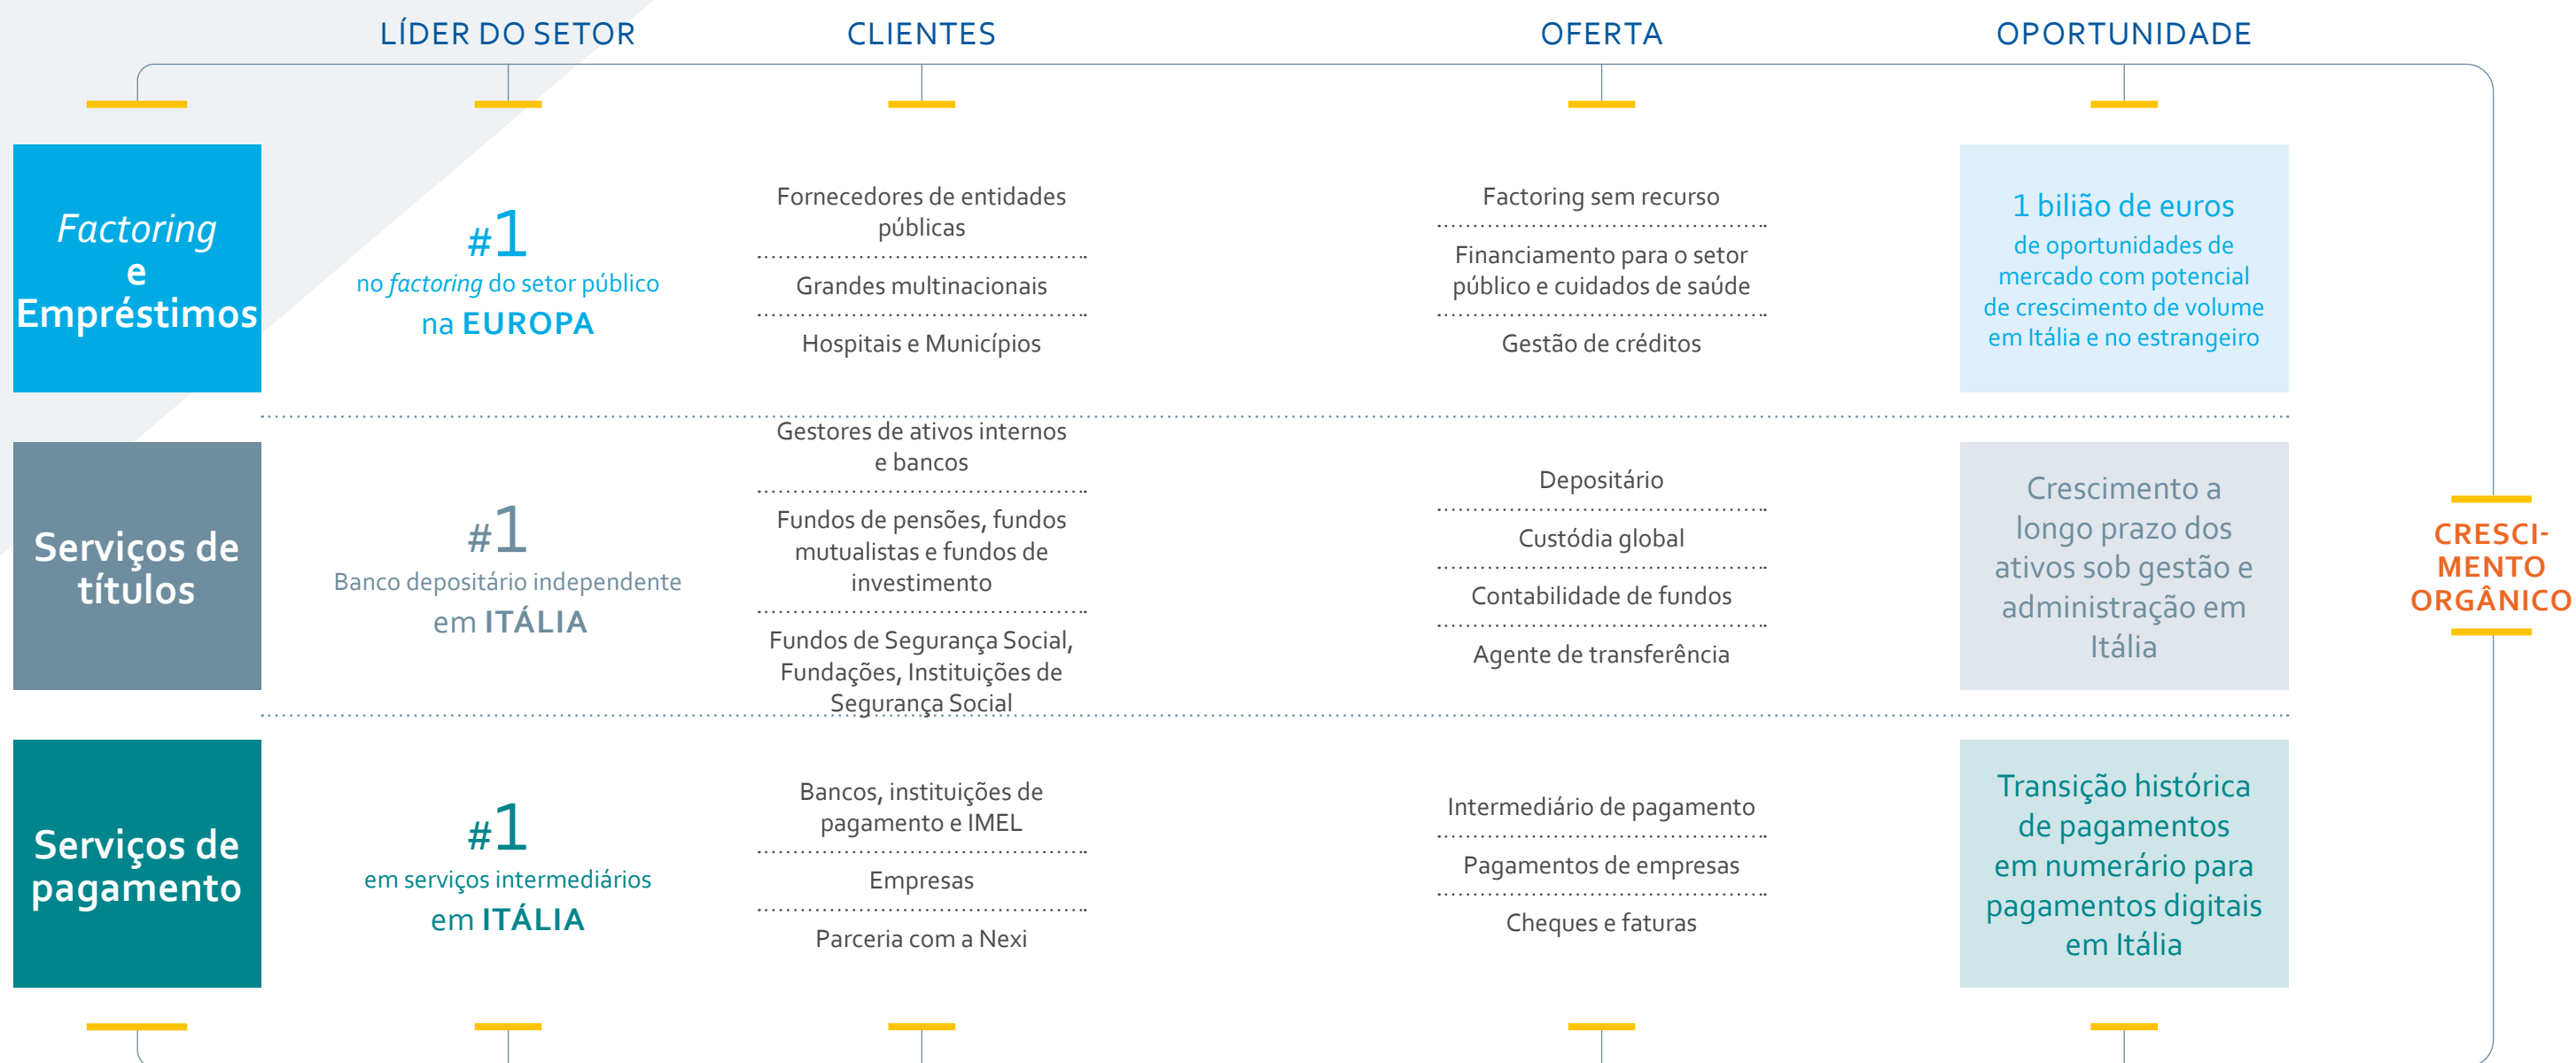 LÍDER DO SETOR
CLIENTES
OFERTA
OPORTUNIDADE
Factoring
e
Empréstimos
#1
no factoring do setor público
na EUROPA
Fornecedores de entidades
públicas
Grandes multinacionais
Hospitais e Municípios
Factoring sem recurso
Financiamento para o setor
público e cuidados de saúde
Gestão de créditos
1 bilião de euros
de oportunidades de
mercado com potencial
de crescimento de volume
em Itália e no estrangeiro
Serviços de
títulos
#1
Banco depositário independente
em ITÁLIA
Gestores de ativos internos
e bancos
Fundos de pensões, fundos
mutualistas e fundos de
investimento
Fundos de Segurança Social,
Fundações, Instituições de
Segurança Social
Depositário
Custódia global
Contabilidade de fundos
Agente de transferência
Crescimento a
longo prazo dos
ativos sob gestão e
administração em
Itália
CRESCI-
MENTO
ORGÂNICO
Serviços de
pagamento
#1
em serviços intermediários
em ITÁLIA
Bancos, instituições de
pagamento e IMEL
Empresas
Parceria com a Nexi
Intermediário de pagamento
Pagamentos de empresas
Cheques e faturas
Transição histórica
de pagamentos
em numerário para
pagamentos digitais
em Itália